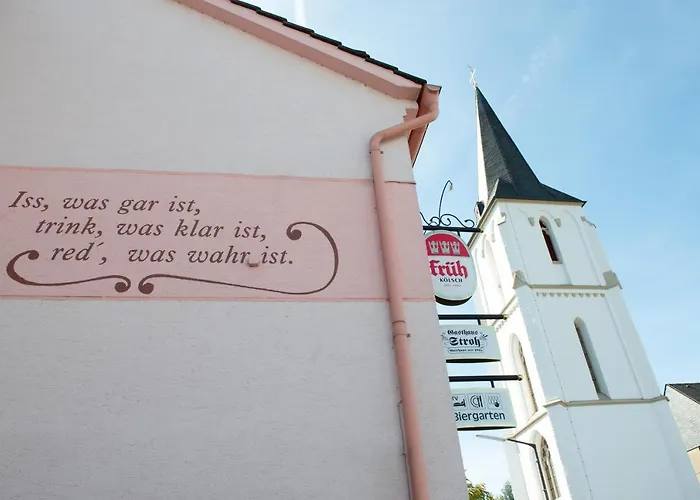 Iss, was gar ist,
trink, was klar ist,
red´, was wahr ist.
früh
KÖLSCH
Gasthaus
Stroh
Biergarten